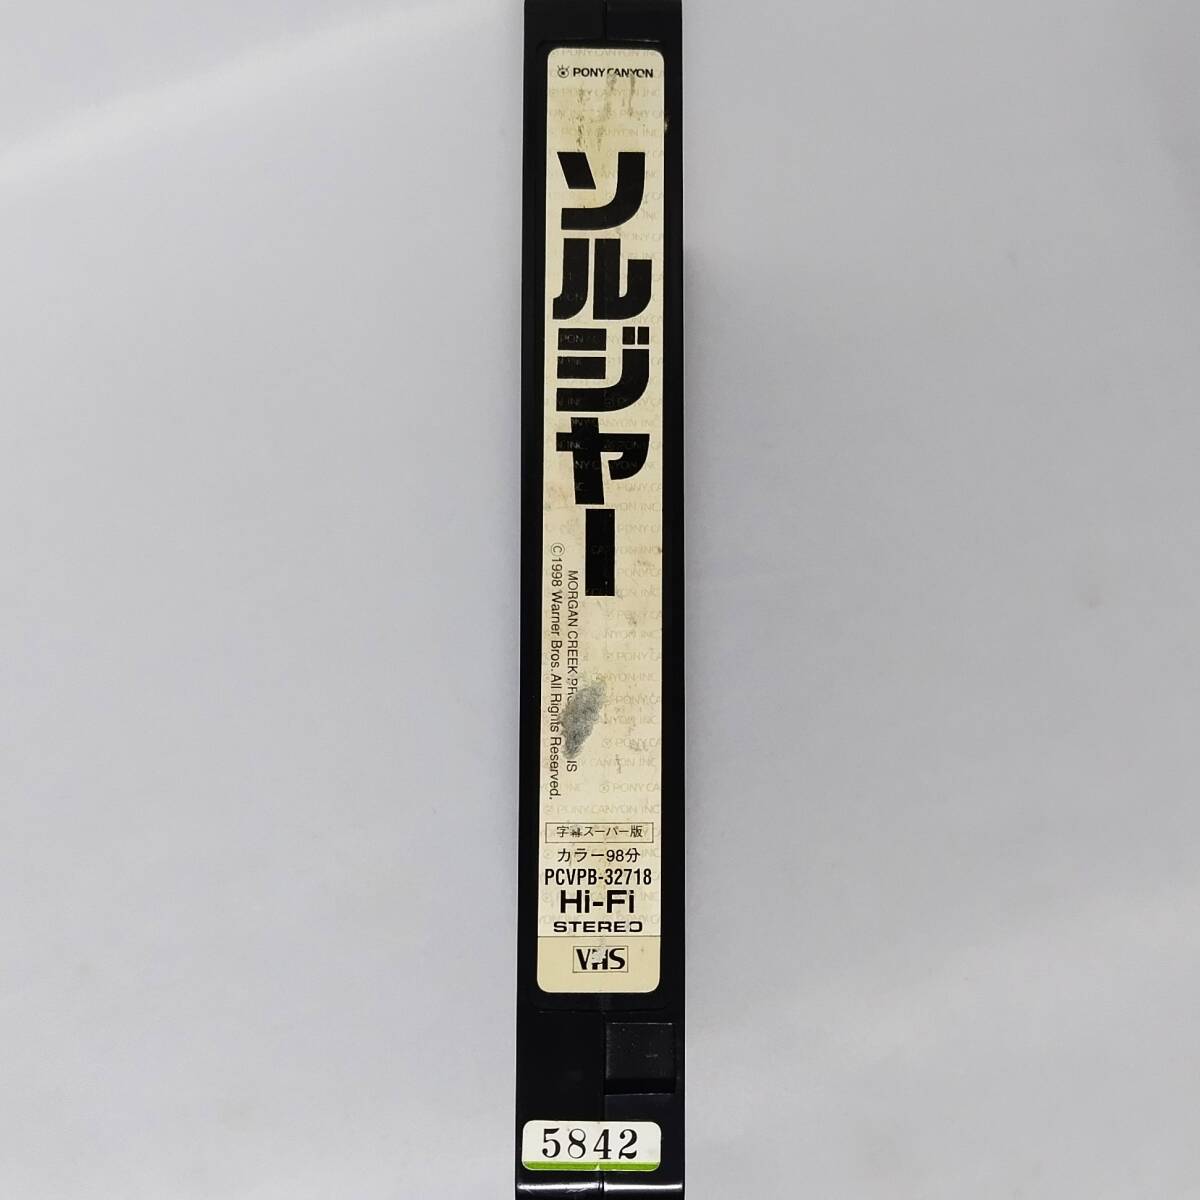 PONY CANYON
ソルジャー
MORGAN CREEK
©1998 Warner Bros. All Rights Reserved.
字幕スーパー版
カラー98分
PCVPB-32718
Hi-Fi
STEREO
VHS
5842